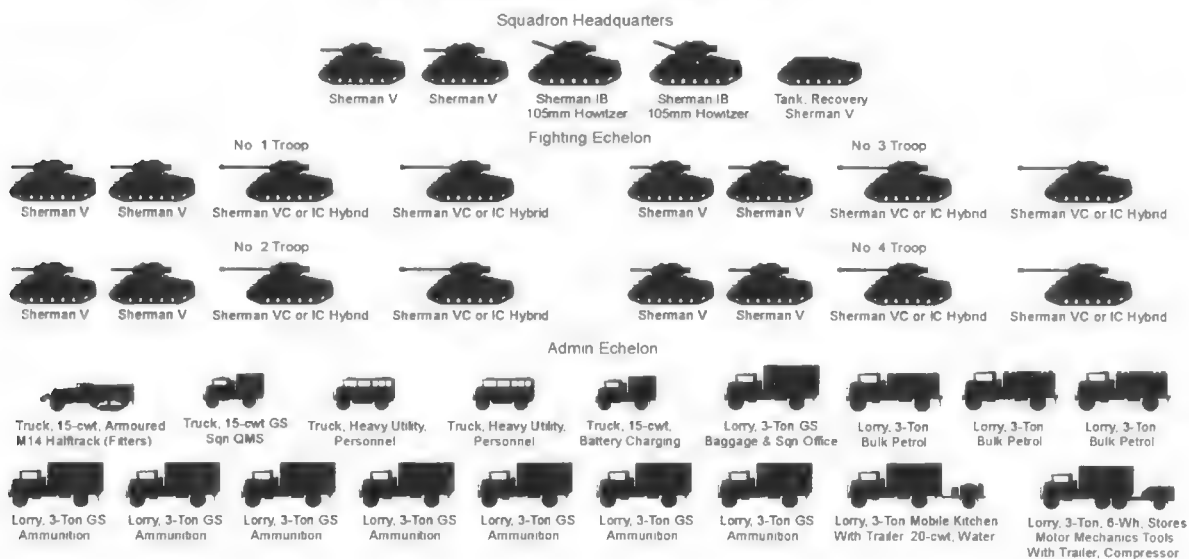 Squadron Headquarters
Sherman V
Sherman V
Sherman IB
105mm Howitzer
Sherman IB
105mm Howitzer
Tank, Recovery
Sherman V
Fighting Echelon
No 1 Troop
No 3 Troop
Sherman V
Sherman V
Sherman VC or IC Hybrid
Sherman VC or IC Hybrid
Sherman V
Sherman V
Sherman VC or IC Hybrid
Sherman VC or IC Hybrid
No 2 Troop
No 4 Troop
Sherman V
Sherman V
Sherman VC or IC Hybrid
Sherman VC or IC Hybrid
Sherman V
Sherman V
Sherman VC or IC Hybrid
Sherman VC or IC Hybrid
Admin Echelon
Truck, 15-cwt, Armoured
M14 Halftrack (Fitters)
Truck, 15-cwt GS
Sqn QMS
Truck, Heavy Utility,
Personnel
Truck, Heavy Utility,
Personnel
Truck, 15-cwt,
Battery Charging
Lorry, 3-Ton GS
Baggage & Sqn Office
Lorry, 3-Ton
Bulk Petrol
Lorry, 3-Ton
Bulk Petrol
Lorry, 3-Ton
Bulk Petrol
Lorry, 3-Ton GS
Ammunition
Lorry, 3-Ton GS
Ammunition
Lorry, 3-Ton GS
Ammunition
Lorry, 3-Ton GS
Ammunition
Lorry, 3-Ton GS
Ammunition
Lorry, 3-Ton GS
Ammunition
Lorry, 3-Ton GS
Ammunition
Lorry, 3-Ton Mobile Kitchen
With Trailer 20-cwt, Water
Lorry, 3-Ton, 6-Wh, Stores
Motor Mechanics Tools
With Trailer, Compressor